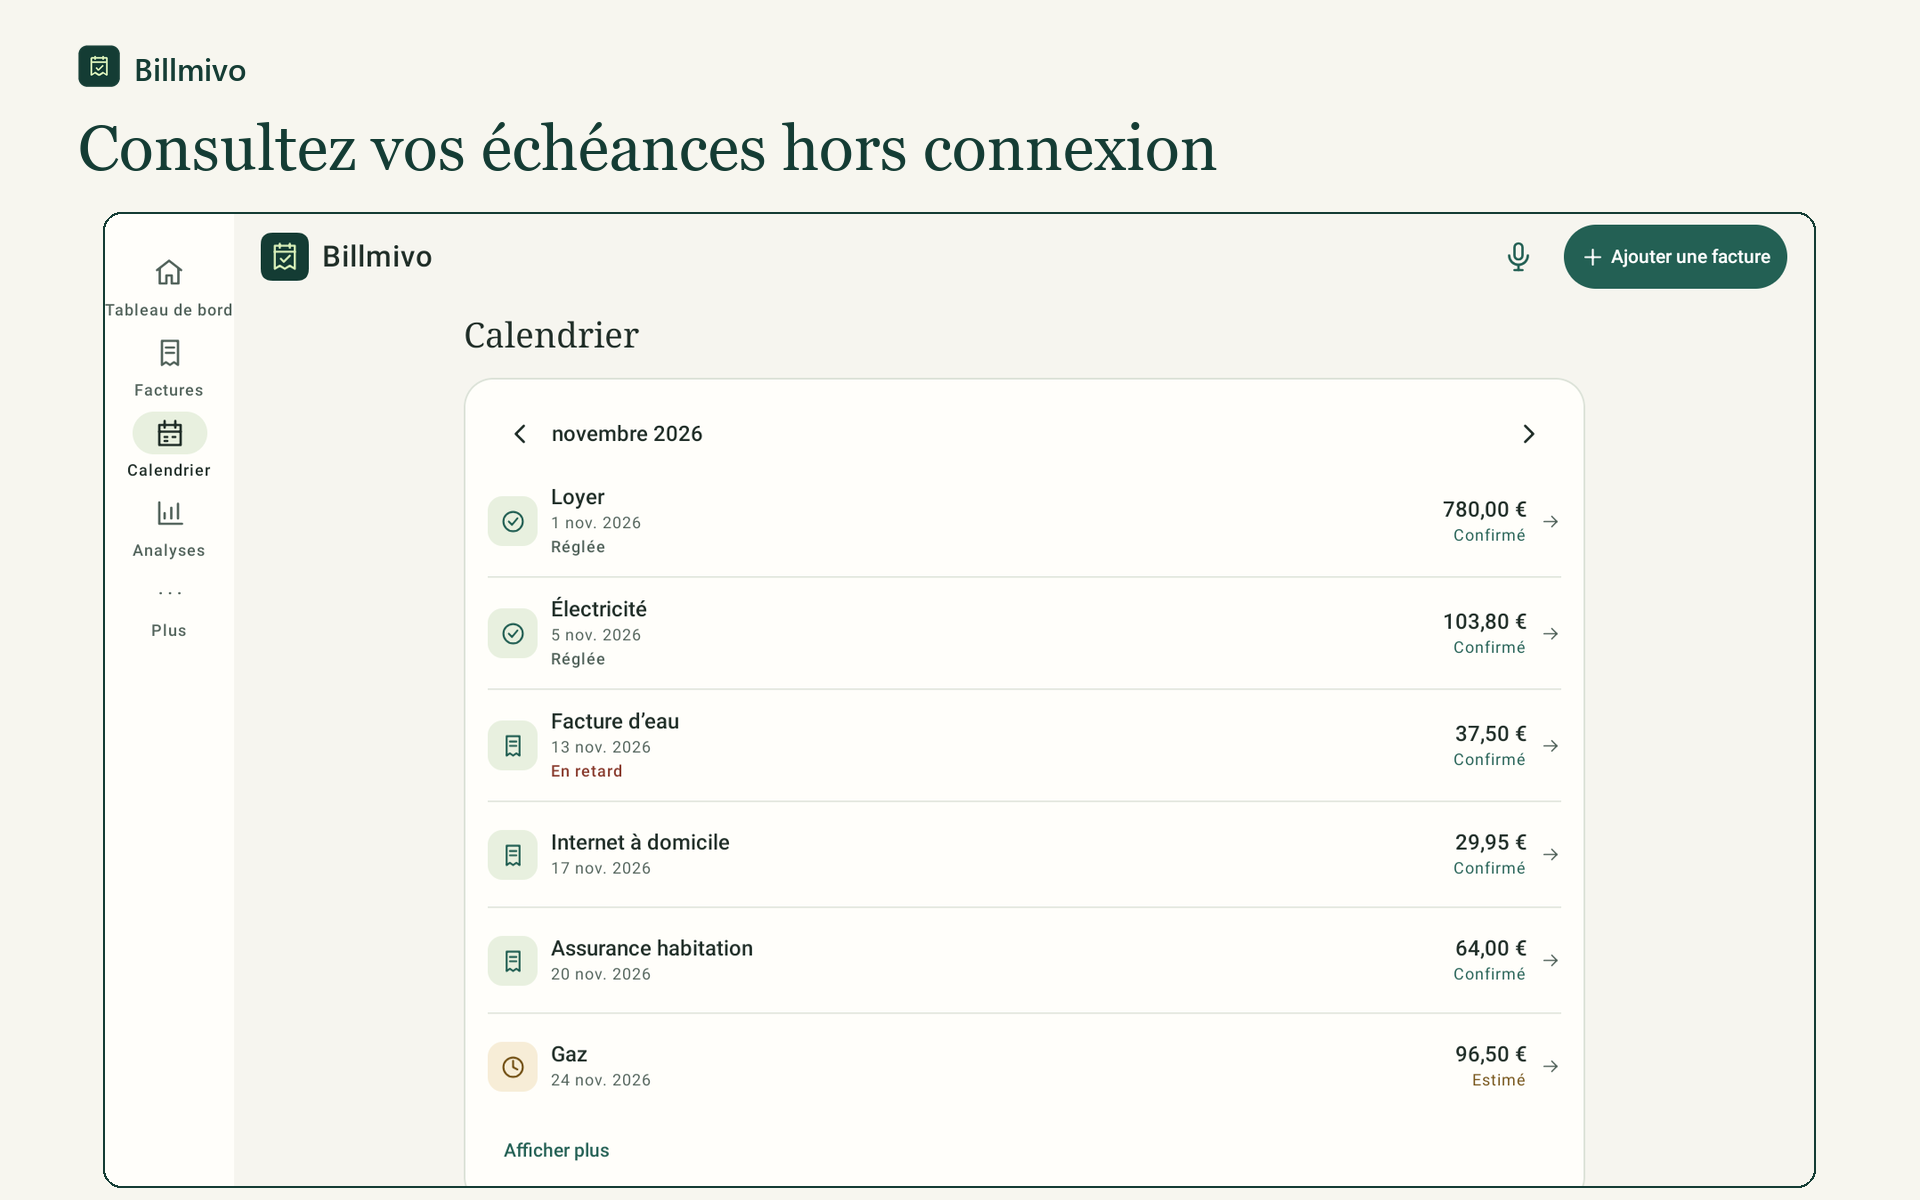 Billmivo
Consultez vos échéances hors connexion
Billmivo
Ajouter une facture
Tableau de bord
Factures
Calendrier
Analyses
Plus
Calendrier
novembre 2026
Loyer
1 nov. 2026
Réglée
780,00 €
Confirmé
Électricité
5 nov. 2026
Réglée
103,80 €
Confirmé
Facture d’eau
13 nov. 2026
En retard
37,50 €
Confirmé
Internet à domicile
17 nov. 2026
29,95 €
Confirmé
Assurance habitation
20 nov. 2026
64,00 €
Confirmé
Gaz
24 nov. 2026
96,50 €
Estimé
Afficher plus